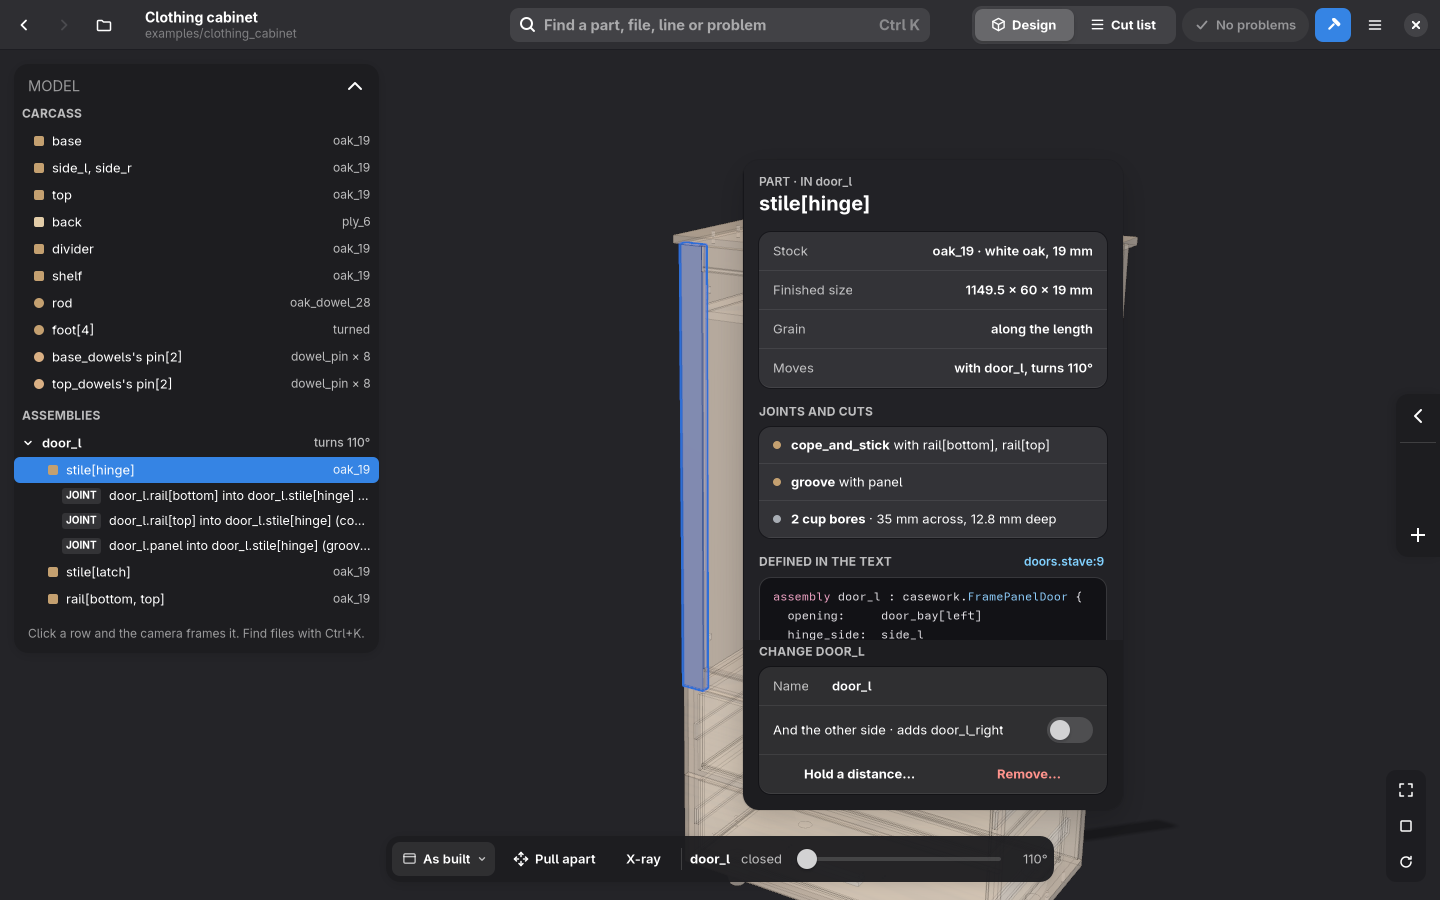 Clothing cabinet
examples/clothing_cabinet
Find a part, file, line or problem
Ctrl K
Design
Cut list
No problems
MODEL
CARCASS
base oak_19
side_l, side_r oak_19
top oak_19
back ply_6
divider oak_19
shelf oak_19
rod oak_dowel_28
foot[4] turned
base_dowels's pin[2] dowel_pin × 8
top_dowels's pin[2] dowel_pin × 8
ASSEMBLIES
door_l turns 110°
stile[hinge] oak_19
JOINT door_l.rail[bottom] into door_l.stile[hinge] ...
JOINT door_l.rail[top] into door_l.stile[hinge] (co...
JOINT door_l.panel into door_l.stile[hinge] (groov...
stile[latch] oak_19
rail[bottom, top] oak_19
Click a row and the camera frames it. Find files with Ctrl+K.
PART · IN door_l
stile[hinge]
Stock oak_19 · white oak, 19 mm
Finished size 1149.5 × 60 × 19 mm
Grain along the length
Moves with door_l, turns 110°
JOINTS AND CUTS
cope_and_stick with rail[bottom], rail[top]
groove with panel
2 cup bores · 35 mm across, 12.8 mm deep
DEFINED IN THE TEXT doors.stave:9
assembly door_l : casework.FramePanelDoor {
opening: door_bay[left]
hinge_side: side_l
CHANGE DOOR_L
Name door_l
And the other side · adds door_l_right
Hold a distance... Remove...
As built
Pull apart
X-ray
door_l closed 110°